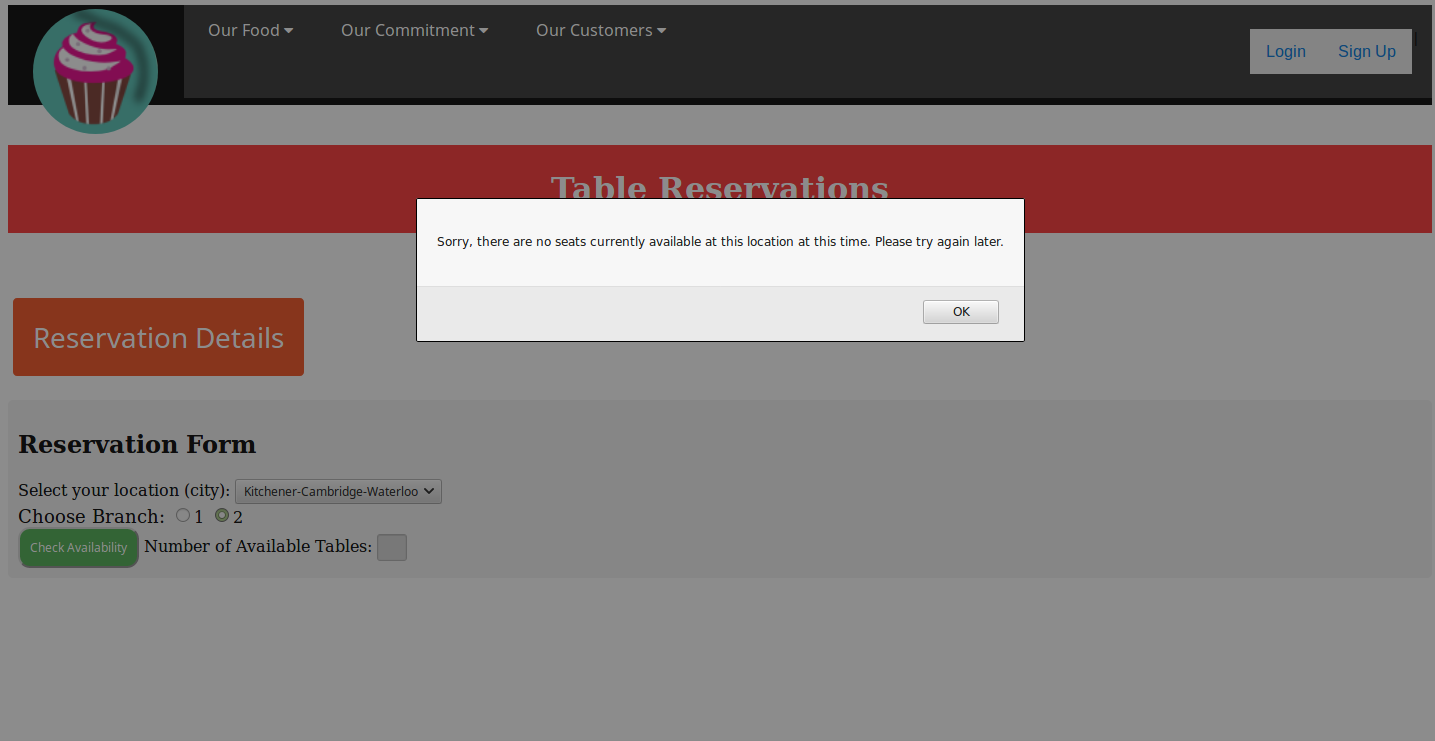 Our Food Our Commitment Our Customers
Login Sign Up
Table Reservations
Sorry, there are no seats currently available at this location at this time. Please try again later.
OK
Reservation Details
Reservation Form
Select your location (city): Kitchener-Cambridge-Waterloo
Choose Branch: 1 2
Check Availability Number of Available Tables: